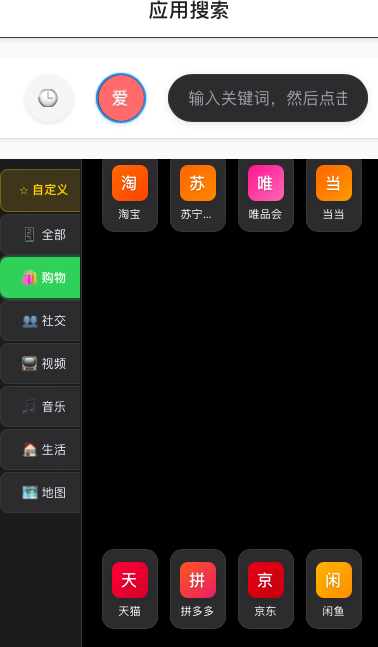 应用搜索
爱
输入关键词，然后点击
☆ 自定义
全部
购物
社交
视频
音乐
生活
地图
淘 苏 唯 当
淘宝 苏宁... 唯品会 当当
天 拼 京 闲
天猫 拼多多 京东 闲鱼